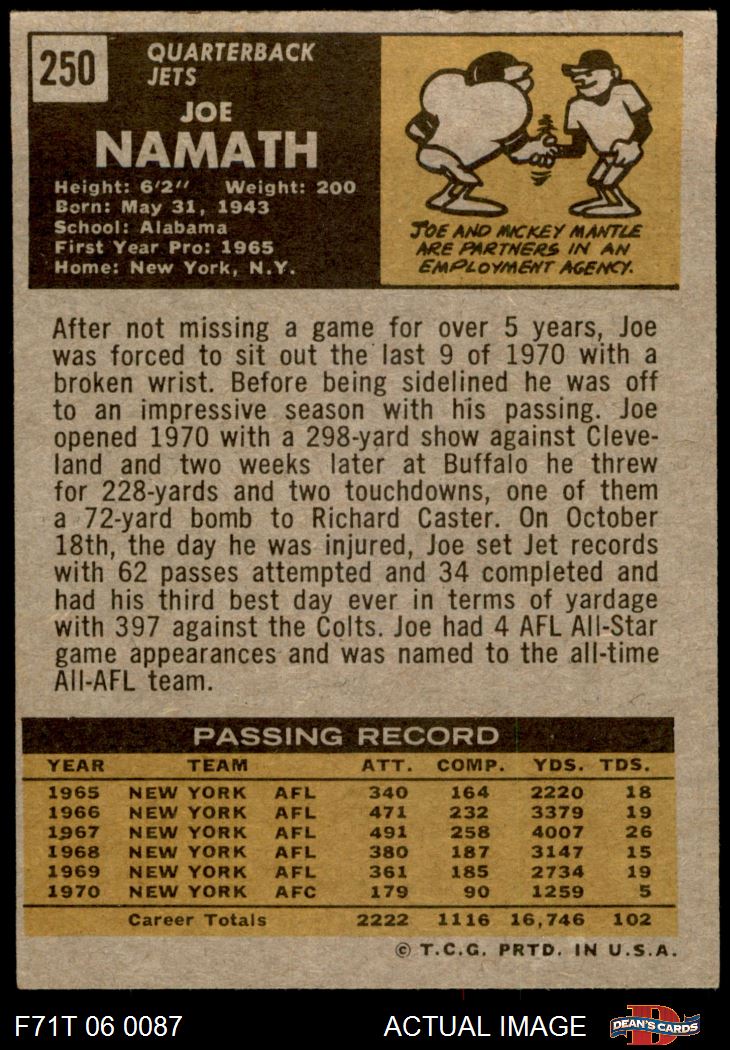 250
QUARTERBACK
JETS
JOE
NAMATH
Height: 6'2" Weight: 200
Born: May 31, 1943
School: Alabama
First Year Pro: 1965
Home: New York, N.Y.
JOE AND MICKEY MANTLE
ARE PARTNERS IN AN
EMPLOYMENT AGENCY.
After not missing a game for over 5 years, Joe
was forced to sit out the last 9 of 1970 with a
broken wrist. Before being sidelined he was off
to an impressive season with his passing. Joe
opened 1970 with a 298-yard show against Cleve-
land and two weeks later at Buffalo he threw
for 228-yards and two touchdowns, one of them
a 72-yard bomb to Richard Caster. On October
18th, the day he was injured, Joe set Jet records
with 62 passes attempted and 34 completed and
had his third best day ever in terms of yardage
with 397 against the Colts. Joe had 4 AFL All-Star
game appearances and was named to the all-time
All-AFL team.
PASSING RECORD
YEAR TEAM ATT. COMP. YDS. TDS.
1965 NEW YORK AFL 340 164 2220 18
1966 NEW YORK AFL 471 232 3379 19
1967 NEW YORK AFL 491 258 4007 26
1968 NEW YORK AFL 380 187 3147 15
1969 NEW YORK AFL 361 185 2734 19
1970 NEW YORK AFC 179 90 1259 5
Career Totals 2222 1116 16,746 102
© T.C.G. PRTD. IN U.S.A.
F71T 06 0087 ACTUAL IMAGE D DEAN'S CARDS